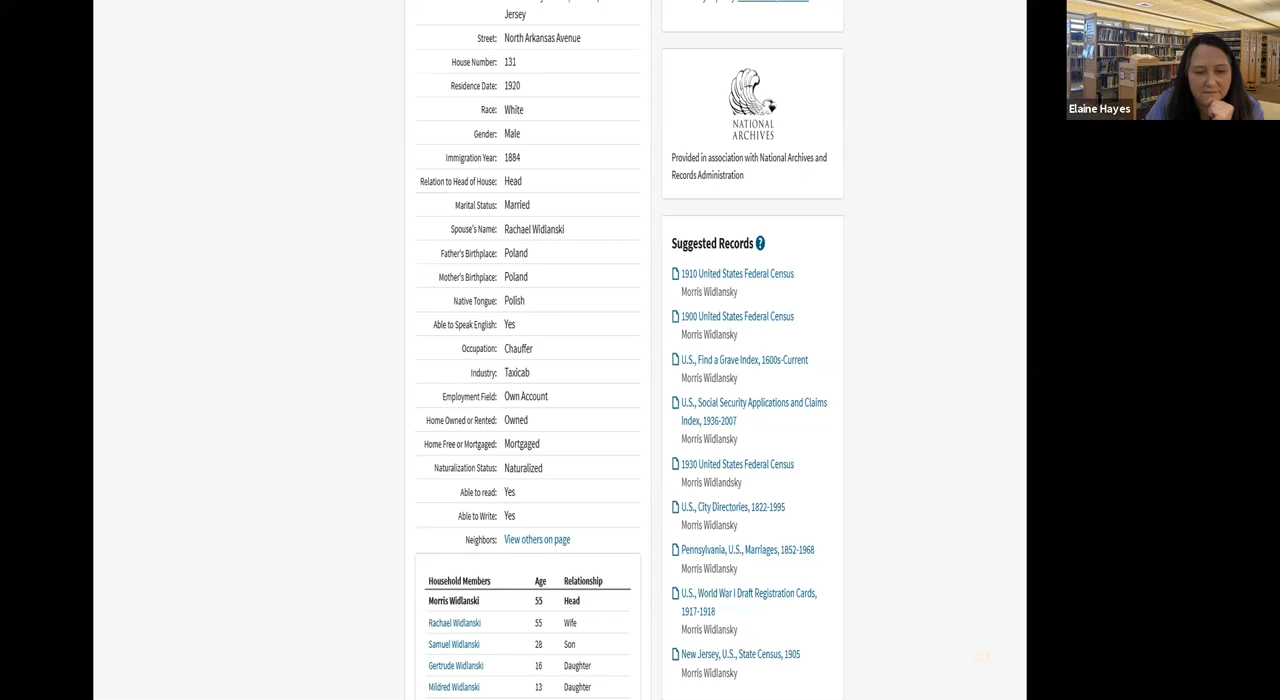 Jersey
Street: North Arkansas Avenue
House Number: 131
Residence Date: 1920
Race: White
Gender: Male
Immigration Year: 1884
Relation to Head of House: Head
Marital Status: Married
Spouse's Name: Rachael Widlanski
Father's Birthplace: Poland
Mother's Birthplace: Poland
Native Tongue: Polish
Able to Speak English: Yes
Occupation: Chauffer
Industry: Taxicab
Employment Field: Own Account
Home Owned or Rented: Owned
Home Free or Mortgaged: Mortgaged
Naturalization Status: Naturalized
Able to read: Yes
Able to Write: Yes
Neighbors: View others on page
Household Members Age Relationship
Morris Widlanski 55 Head
Rachael Widlanski 55 Wife
Samuel Widlanski 28 Son
Gertrude Widlanski 16 Daughter
Mildred Widlanski 13 Daughter
NATIONAL
ARCHIVES
Provided in association with National Archives and
Records Administration
Suggested Records ?
1910 United States Federal Census
Morris Widlansky
1900 United States Federal Census
Morris Widlansky
U.S., Find a Grave Index, 1600s-Current
Morris Widlansky
U.S., Social Security Applications and Claims
Index, 1936-2007
Morris Widlansky
1930 United States Federal Census
Morris Widlandsky
U.S., City Directories, 1822-1995
Morris Widlansky
Pennsylvania, U.S., Marriages, 1852-1968
Morris Widlansky
U.S., World War I Draft Registration Cards,
1917-1918
Morris Widlansky
New Jersey, U.S., State Census, 1905
Morris Widlansky
Elaine Hayes